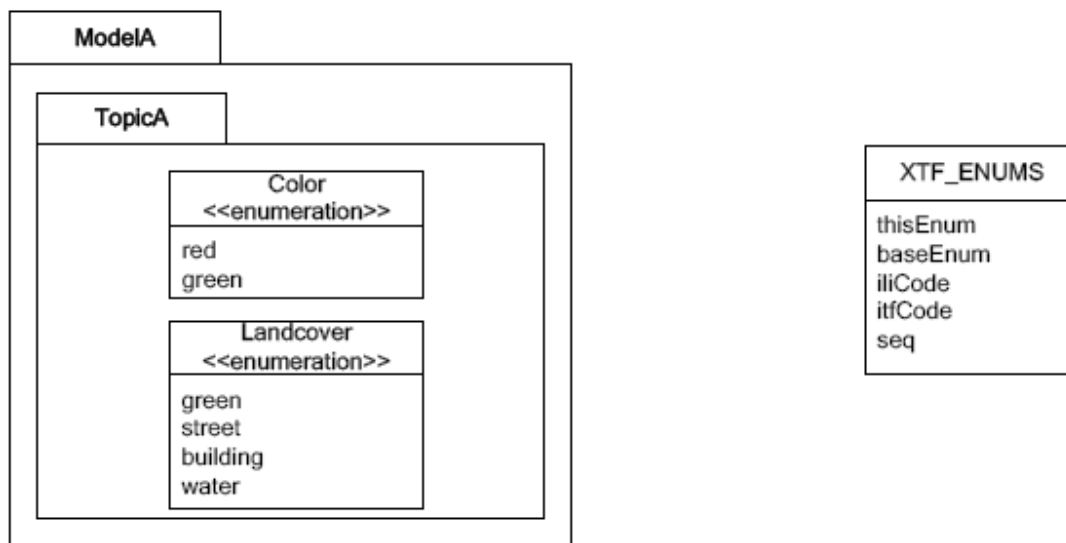 ModelA
TopicA
Color
<<enumeration>>
red
green
Landcover
<<enumeration>>
green
street
building
water
XTF_ENUMS
thisEnum
baseEnum
iliCode
itfCode
seq